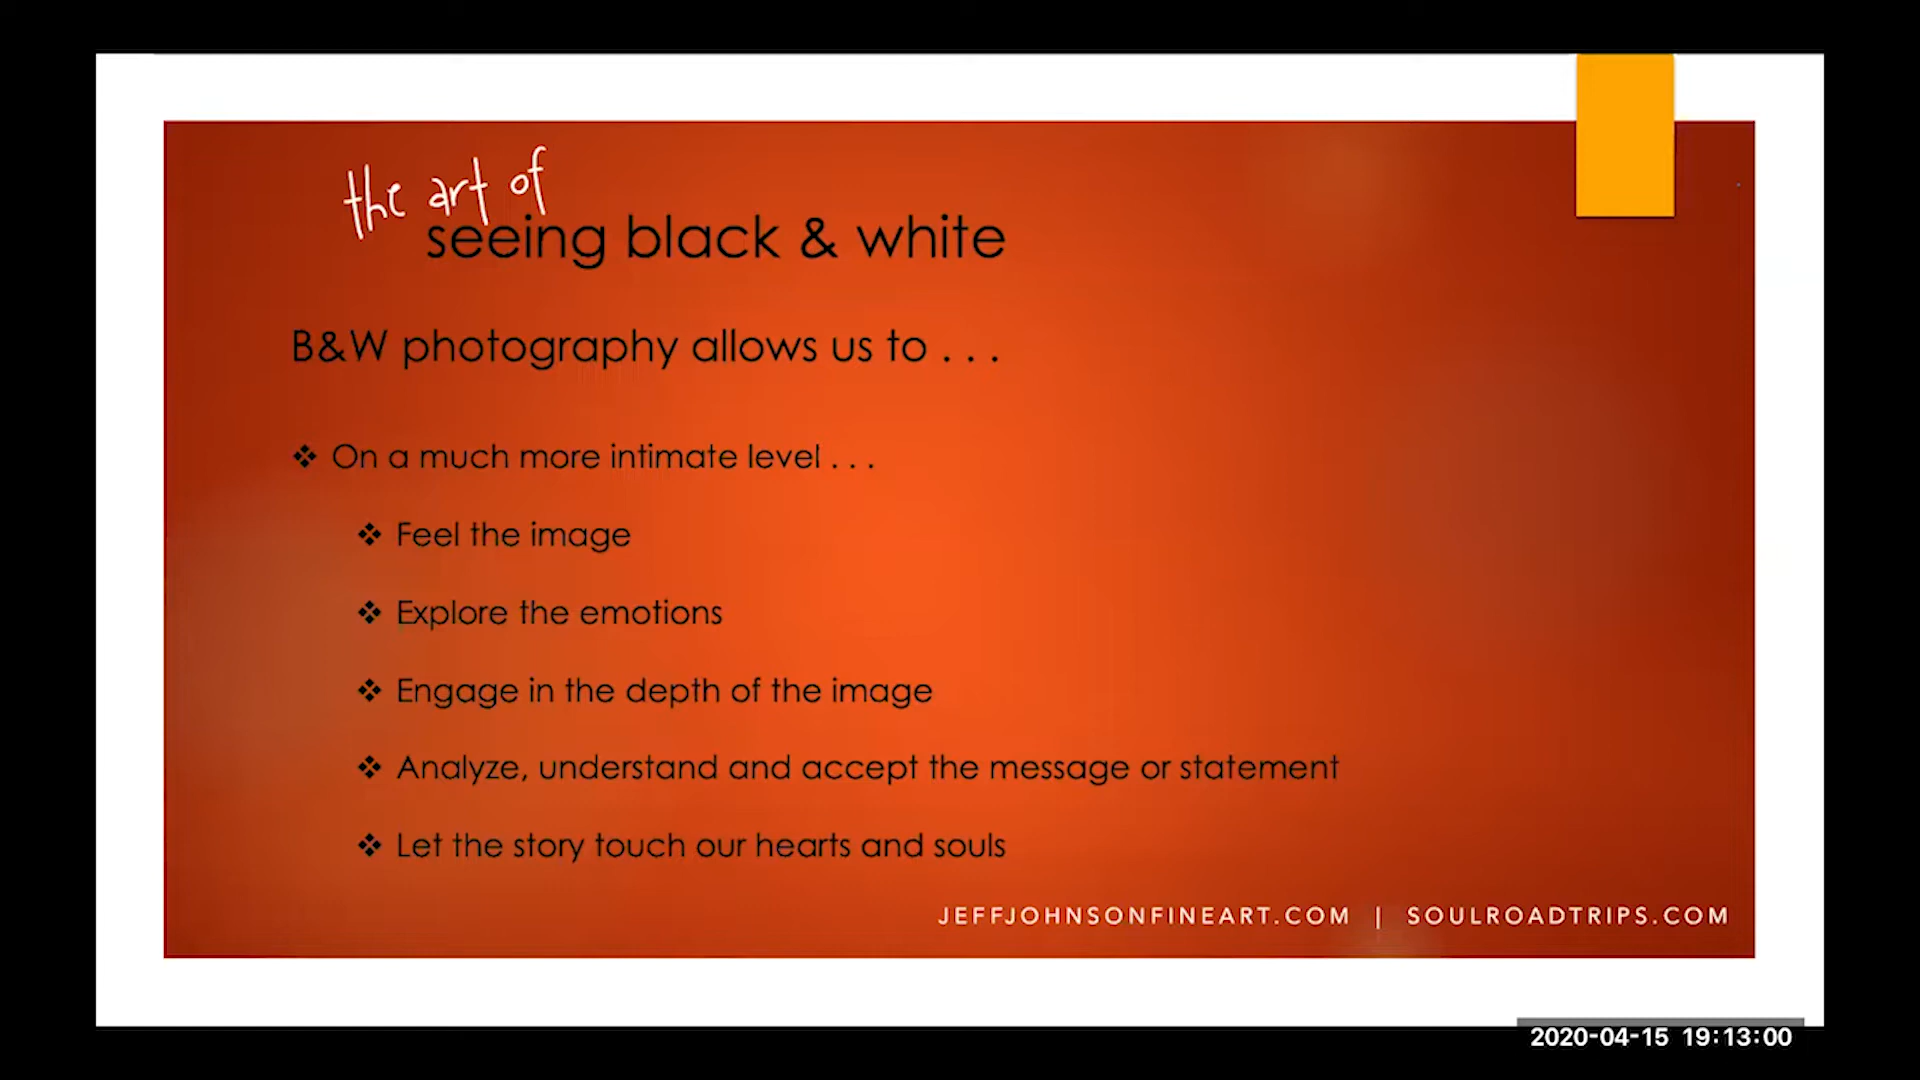 the art of
seeing black & white
B&W photography allows us to . . .
❖ On a much more intimate level . . .
❖ Feel the image
❖ Explore the emotions
❖ Engage in the depth of the image
❖ Analyze, understand and accept the message or statement
❖ Let the story touch our hearts and souls
JEFFJOHNSONFINEART.COM | SOULROADTRIPS.COM
2020-04-15 19:13:00